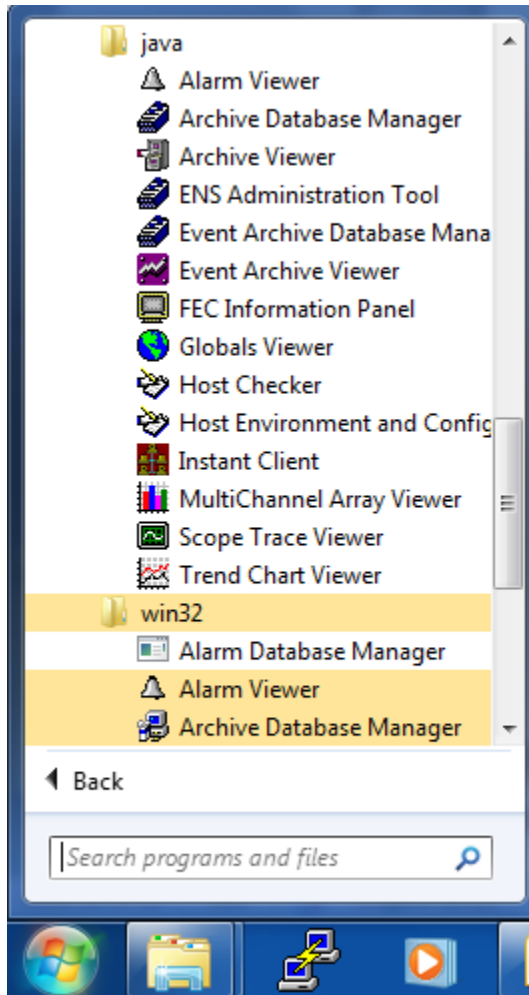 java
Alarm Viewer
Archive Database Manager
Archive Viewer
ENS Administration Tool
Event Archive Database Mana
Event Archive Viewer
FEC Information Panel
Globals Viewer
Host Checker
Host Environment and Config
Instant Client
MultiChannel Array Viewer
Scope Trace Viewer
Trend Chart Viewer
win32
Alarm Database Manager
Alarm Viewer
Archive Database Manager
Back
Search programs and files